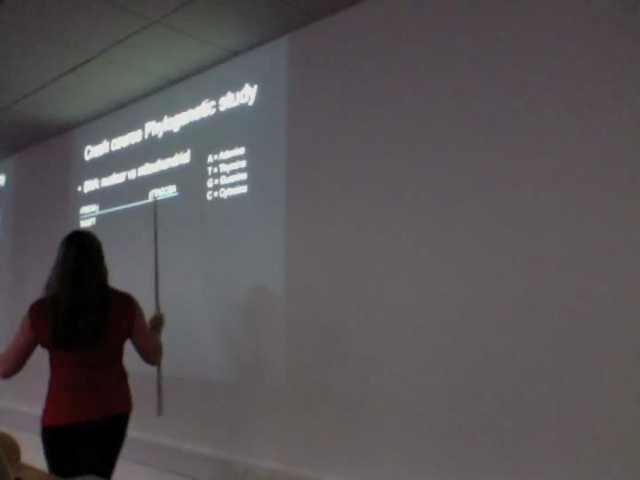 Crash course Phylogenetic study
• DNA: nuclear vs mitochondrial
A = Adenine
T = Thymine
G = Guanine
C = Cytosine